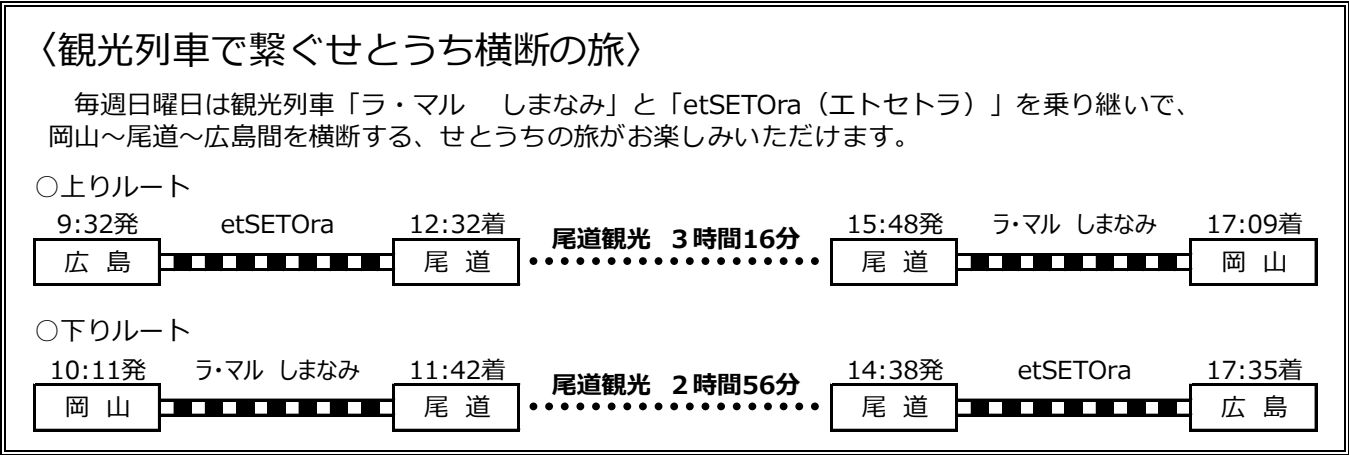 〈観光列車で繋ぐせとうち横断の旅〉
毎週日曜日は観光列車「ラ・マル しまなみ」と「etSETOra（エトセトラ）」を乗り継いで、
岡山～尾道～広島間を横断する、せとうちの旅がお楽しみいただけます。
○上りルート
9:32発 etSETOra 12:32着 尾道観光 3時間16分 15:48発 ラ・マル しまなみ 17:09着
広 島 尾 道 尾 道 岡 山
○下りルート
10:11発 ラ・マル しまなみ 11:42着 尾道観光 2時間56分 14:38発 etSETOra 17:35着
岡 山 尾 道 尾 道 広 島